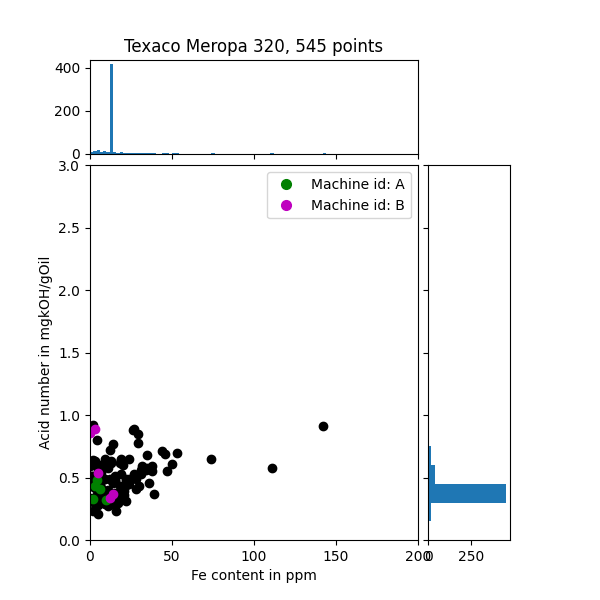 Texaco Meropa 320, 545 points
400
200
0
3.0
2.5
2.0
1.5
1.0
0.5
0.0
Acid number in mgkOH/gOil
Machine id: A
Machine id: B
0 50 100 150 200
0 250
Fe content in ppm